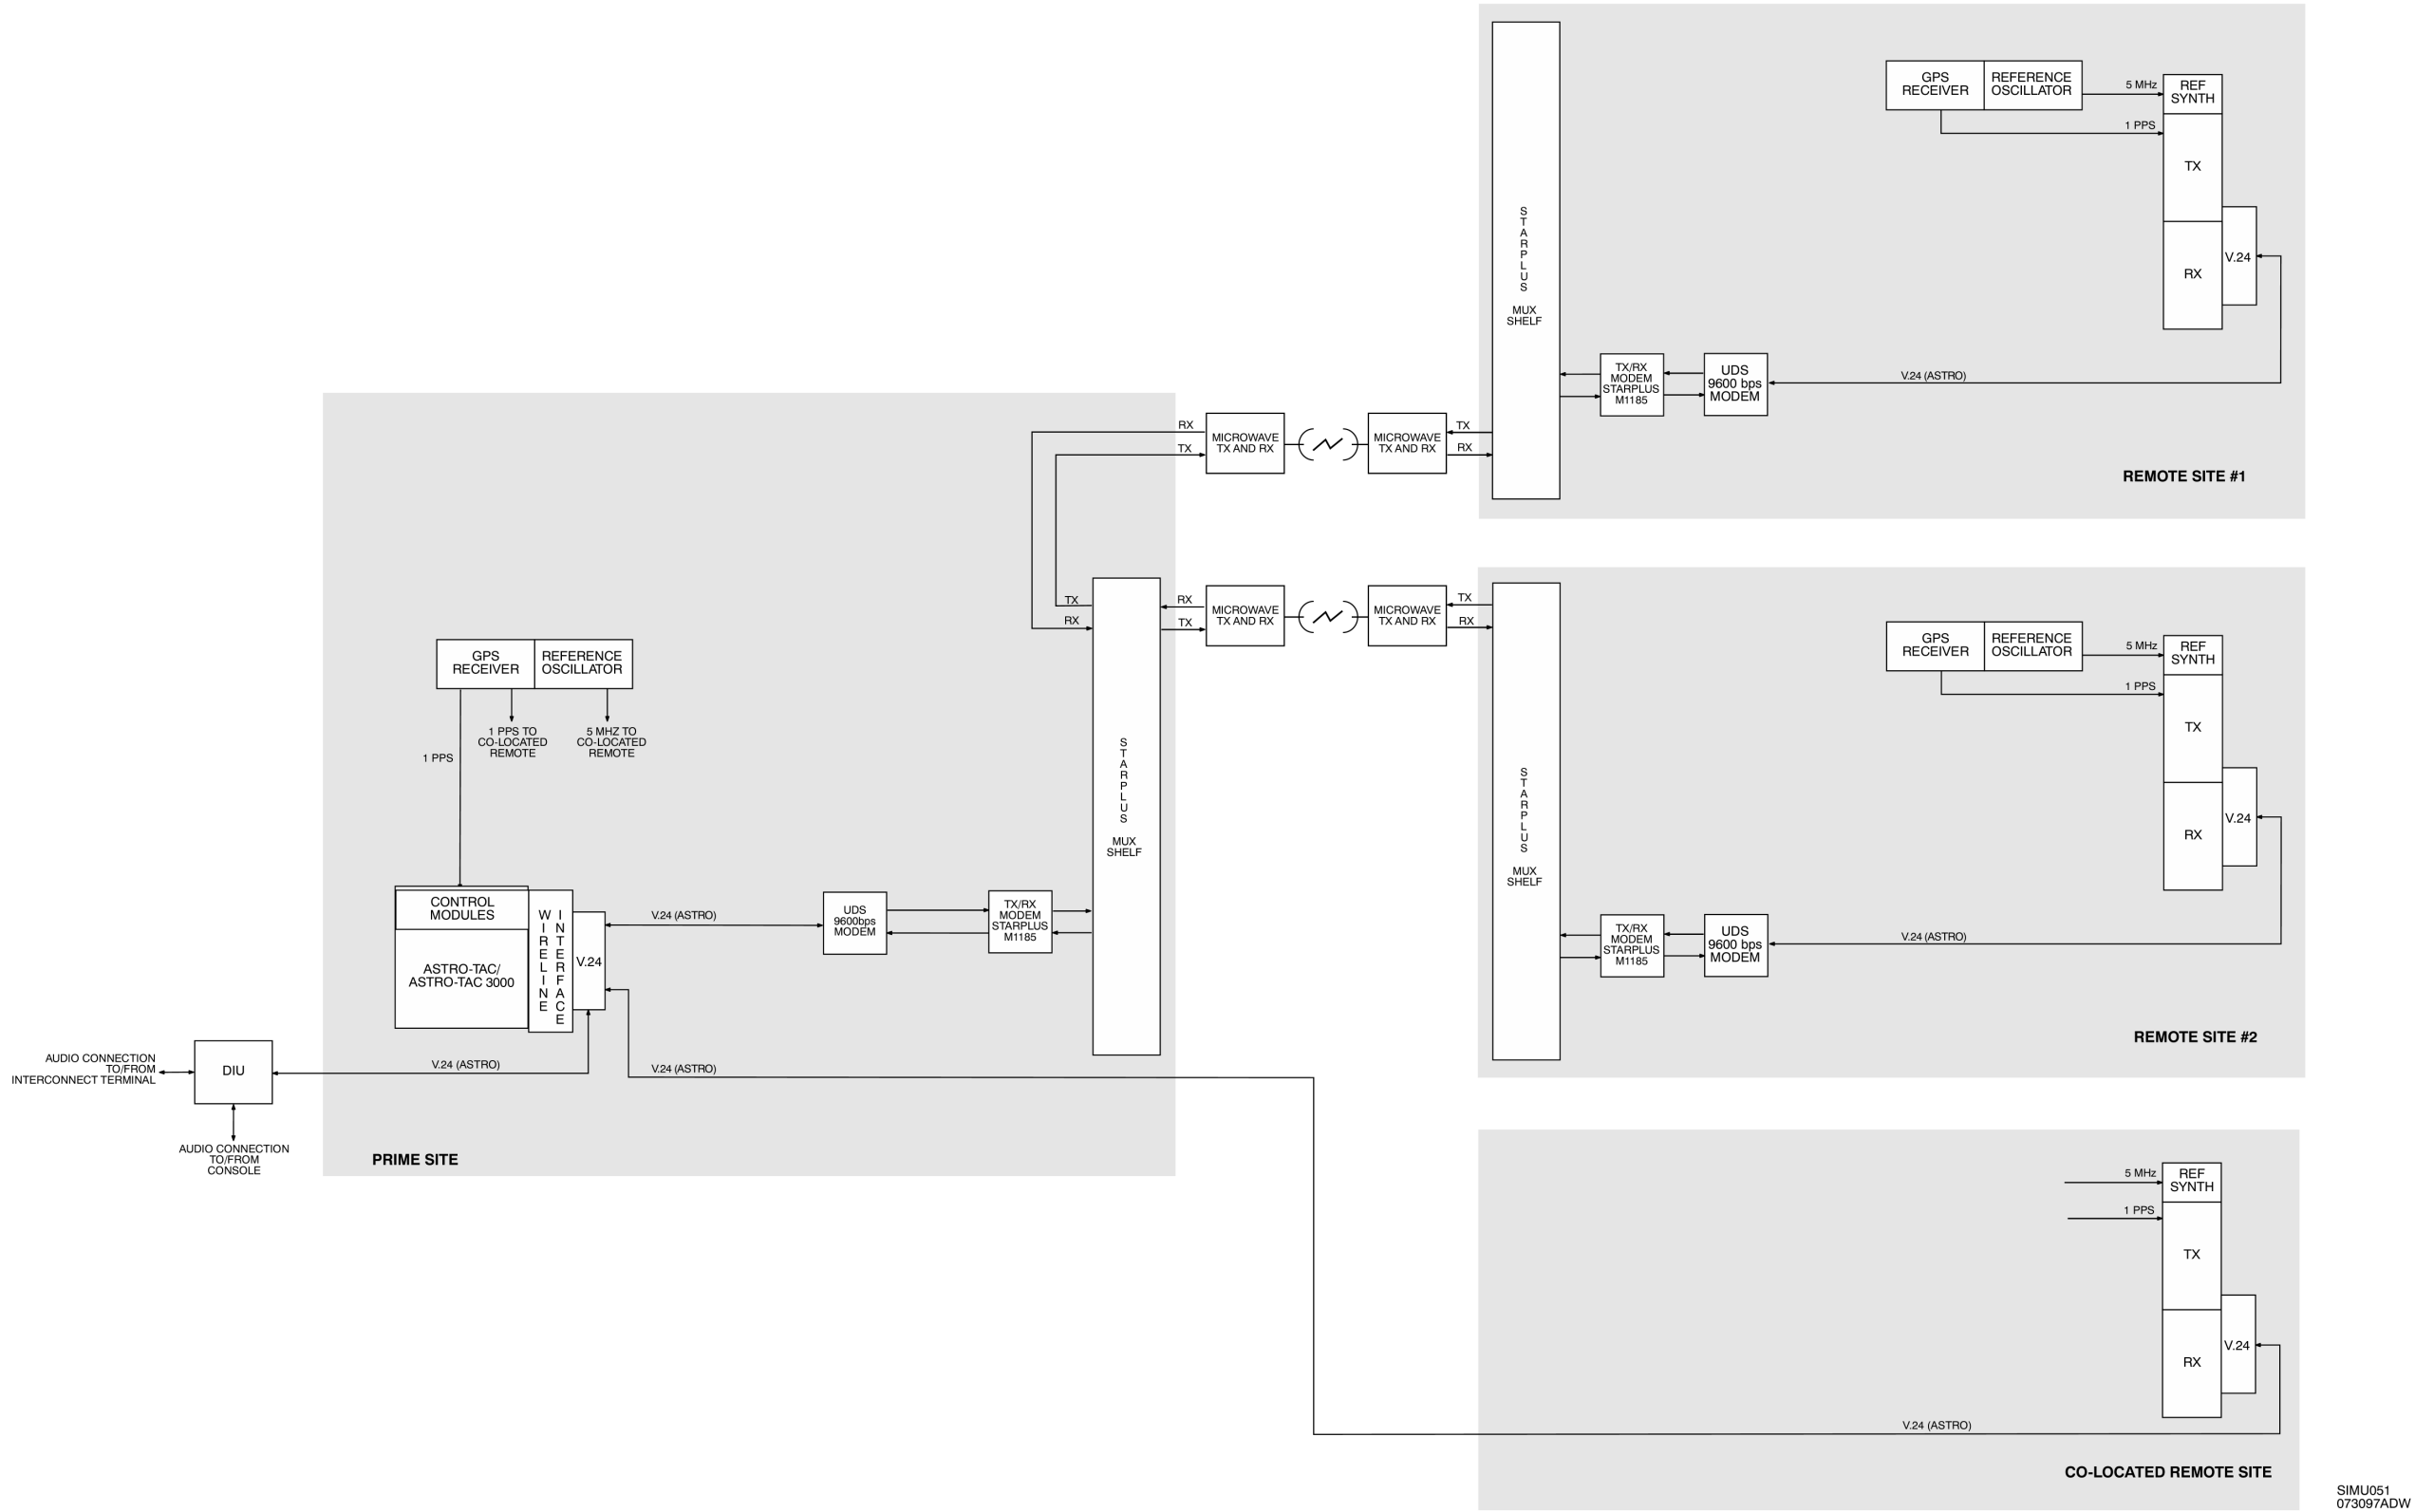 GPS
RECEIVER
REFERENCE
OSCILLATOR
5 MHz
1 PPS
REF
SYNTH
TX
RX
V.24
S
T
A
R
P
L
U
S
MUX
SHELF
TX/RX
MODEM
STARPLUS
M1185
UDS
9600 bps
MODEM
V.24 (ASTRO)
REMOTE SITE #1
RX
TX
MICROWAVE
TX AND RX
MICROWAVE
TX AND RX
TX
RX
TX
RX
RX
TX
MICROWAVE
TX AND RX
MICROWAVE
TX AND RX
TX
RX
GPS
RECEIVER
REFERENCE
OSCILLATOR
5 MHz
1 PPS
REF
SYNTH
TX
RX
V.24
S
T
A
R
P
L
U
S
MUX
SHELF
TX/RX
MODEM
STARPLUS
M1185
UDS
9600 bps
MODEM
V.24 (ASTRO)
REMOTE SITE #2
GPS
RECEIVER
REFERENCE
OSCILLATOR
1 PPS TO
CO-LOCATED
REMOTE
5 MHZ TO
CO-LOCATED
REMOTE
1 PPS
S
T
A
R
P
L
U
S
MUX
SHELF
CONTROL
MODULES
ASTRO-TAC/
ASTRO-TAC 3000
W
I
R
E
L
I
N
E
I
N
T
E
R
F
A
C
E
V.24
V.24 (ASTRO)
UDS
9600bps
MODEM
TX/RX
MODEM
STARPLUS
M1185
AUDIO CONNECTION
TO/FROM
INTERCONNECT TERMINAL
DIU
V.24 (ASTRO)
V.24 (ASTRO)
AUDIO CONNECTION
TO/FROM
CONSOLE
PRIME SITE
5 MHz
1 PPS
REF
SYNTH
TX
RX
V.24
V.24 (ASTRO)
CO-LOCATED REMOTE SITE
SIMU051
073097ADW